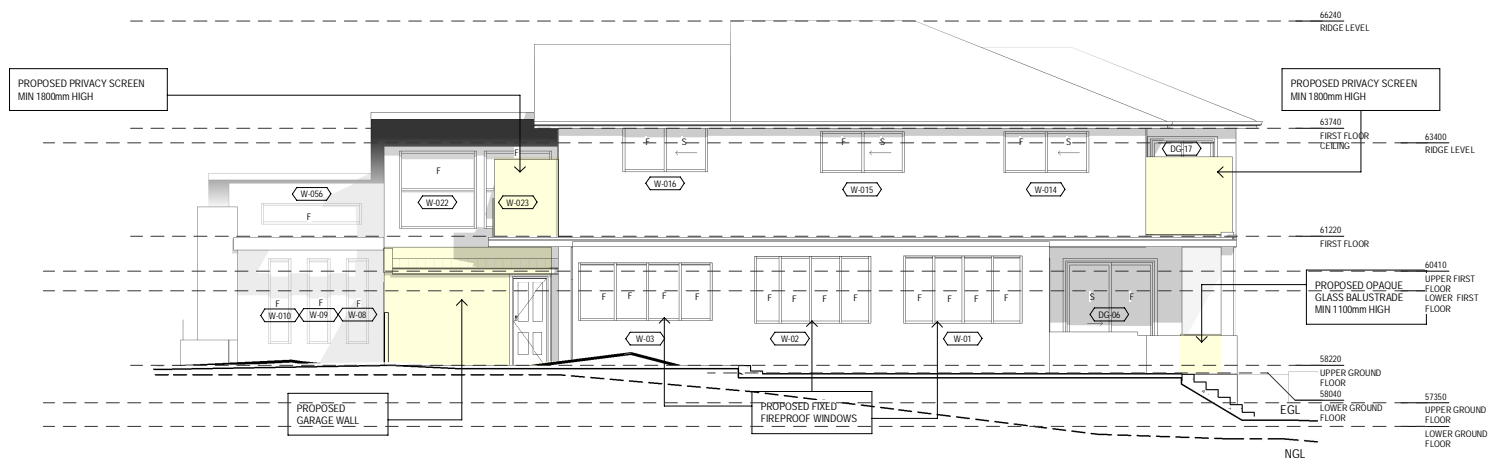 66240
RIDGE LEVEL
PROPOSED PRIVACY SCREEN
MIN 1800mm HIGH
PROPOSED PRIVACY SCREEN
MIN 1800mm HIGH
63740
FIRST FLOOR
CEILING
63400
RIDGE LEVEL
F
F
F S
F S
F S
DG-17
W-016
W-015
W-014
W-056
W-022
W-023
F
61220
FIRST FLOOR
60410
UPPER FIRST
FLOOR
LOWER FIRST
FLOOR
PROPOSED OPAQUE
GLASS BALUSTRADE
MIN 1100mm HIGH
F F F
F F F F
F F F F
F F F F
S F
W-010
W-09
W-08
DG-06
W-03
W-02
W-01
58220
UPPER GROUND
FLOOR
58040
LOWER GROUND
FLOOR
57350
UPPER GROUND
FLOOR
LOWER GROUND
FLOOR
PROPOSED
GARAGE WALL
PROPOSED FIXED
FIREPROOF WINDOWS
EGL
NGL